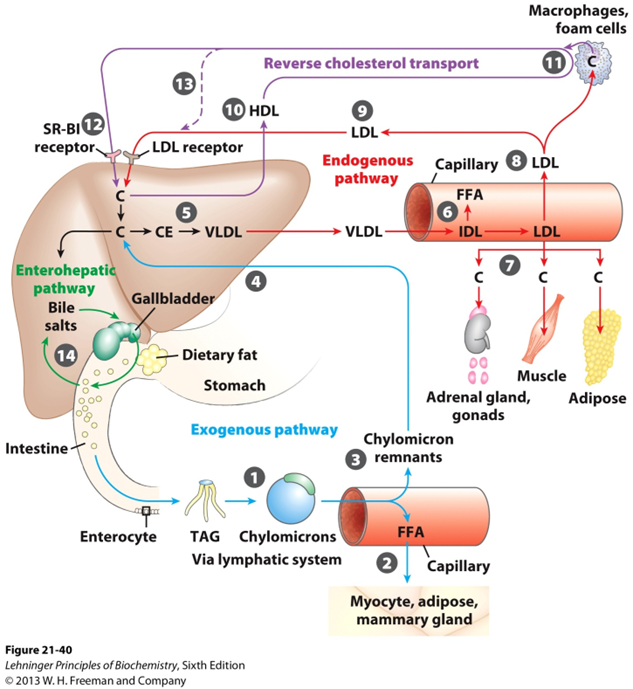 Macrophages,
foam cells
C
11
Reverse cholesterol transport
13
10 HDL
9
LDL
12
SR-BI
receptor
LDL receptor
Endogenous
pathway
Capillary
8 LDL
FFA
6
C
5
C
CE
VLDL
VLDL
IDL
LDL
7
C
C
C
4
Enterohepatic
pathway
Bile
salts
Gallbladder
14
Dietary fat
Stomach
Adrenal gland,
gonads
Muscle
Adipose
Exogenous pathway
Intestine
3
Chylomicron
remnants
1
Enterocyte
TAG
Chylomicrons
Via lymphatic system
FFA
2
Capillary
Myocyte, adipose,
mammary gland
Figure 21-40
Lehninger Principles of Biochemistry, Sixth Edition
© 2013 W. H. Freeman and Company